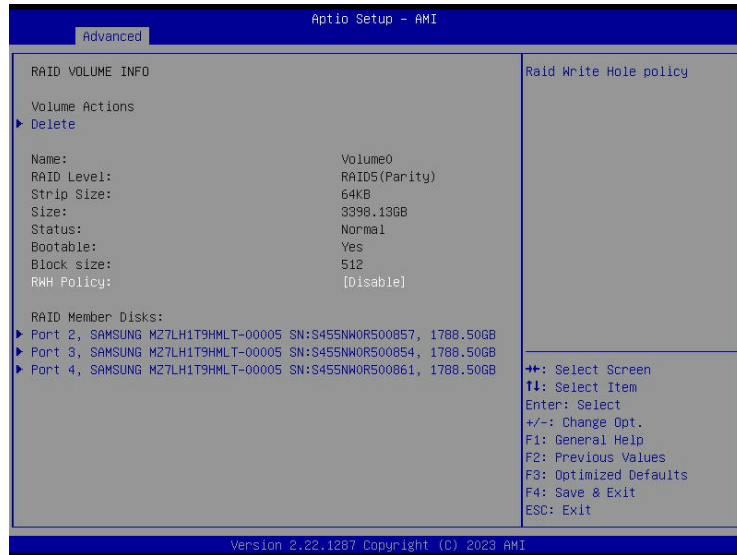 Aptio Setup - AMI
Advanced
RAID VOLUME INFO
Volume Actions
Delete
Name: Volume0
RAID Level: RAID5(Parity)
Strip Size: 64KB
Size: 3398.13GB
Status: Normal
Bootable: Yes
Block size: 512
RWH Policy: [Disable]
RAID Member Disks:
Port 2, SAMSUNG MZ7LH1T9HMLT-00005 SN:S455NW0R500857, 1788.50GB
Port 3, SAMSUNG MZ7LH1T9HMLT-00005 SN:S455NW0R500854, 1788.50GB
Port 4, SAMSUNG MZ7LH1T9HMLT-00005 SN:S455NW0R500861, 1788.50GB
Raid Write Hole policy
→←: Select Screen
↑↓: Select Item
Enter: Select
+/-: Change Opt.
F1: General Help
F2: Previous Values
F3: Optimized Defaults
F4: Save & Exit
ESC: Exit
Version 2.22.1287 Copyright (C) 2023 AMI